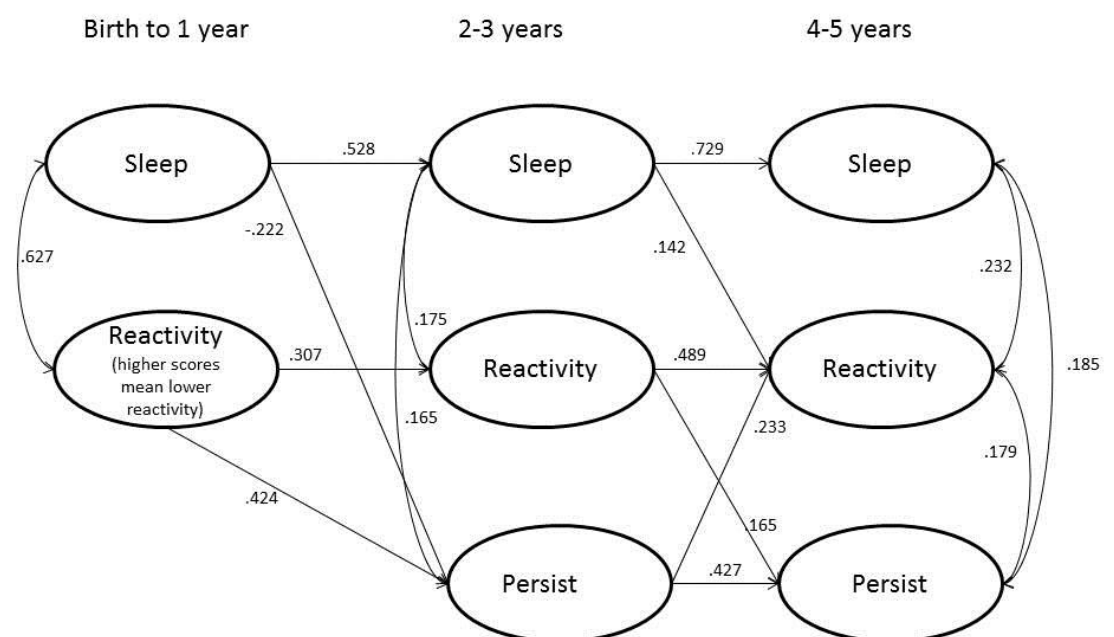 Birth to 1 year
2-3 years
4-5 years
Sleep
.528
Sleep
.729
Sleep
-.222
.142
.627
.232
.175
Reactivity
(higher scores
mean lower
reactivity)
.307
Reactivity
.489
Reactivity
.185
.165
.233
.179
.424
.165
.427
Persist
Persist